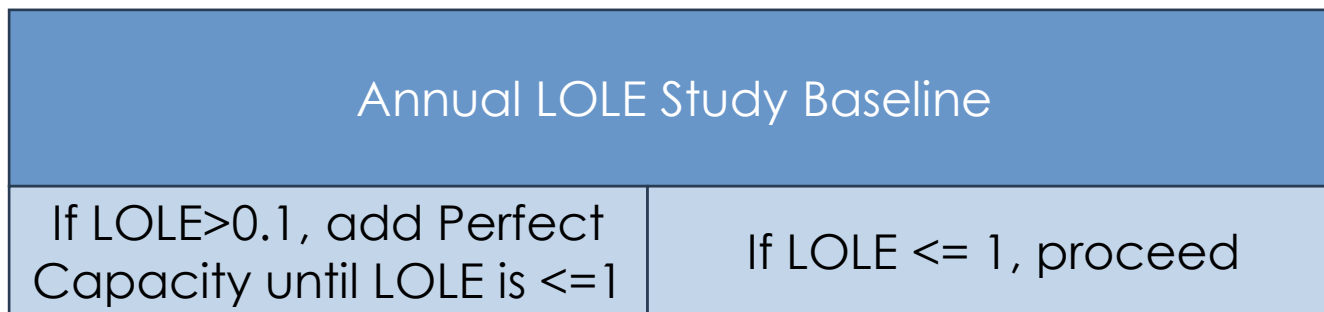 Annual LOLE Study Baseline
If LOLE>0.1, add Perfect
Capacity until LOLE is <=1
If LOLE <= 1, proceed